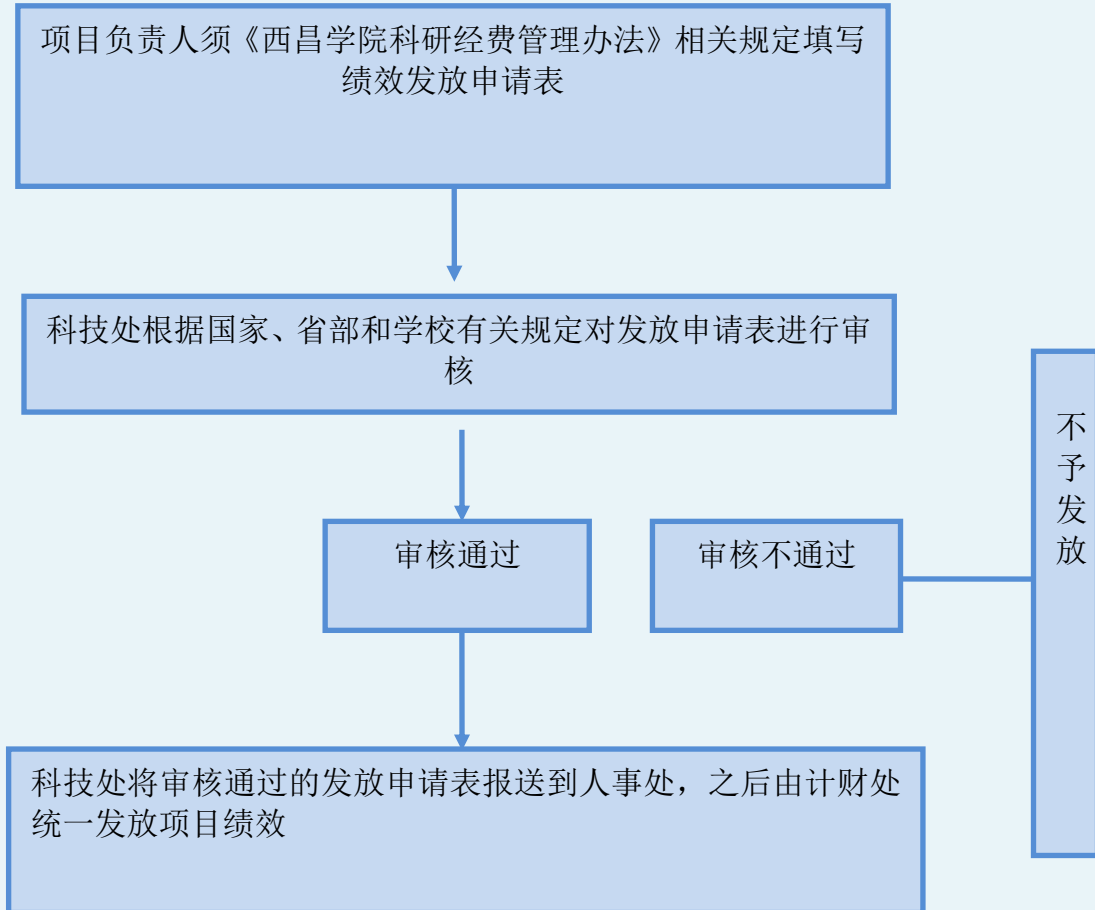 项目负责人须《西昌学院科研经费管理办法》相关规定填写
绩效发放申请表
科技处根据国家、省部和学校有关规定对发放申请表进行审
核
审核通过
审核不通过
不
予
发
放
科技处将审核通过的发放申请表报送到人事处，之后由计财处
统一发放项目绩效